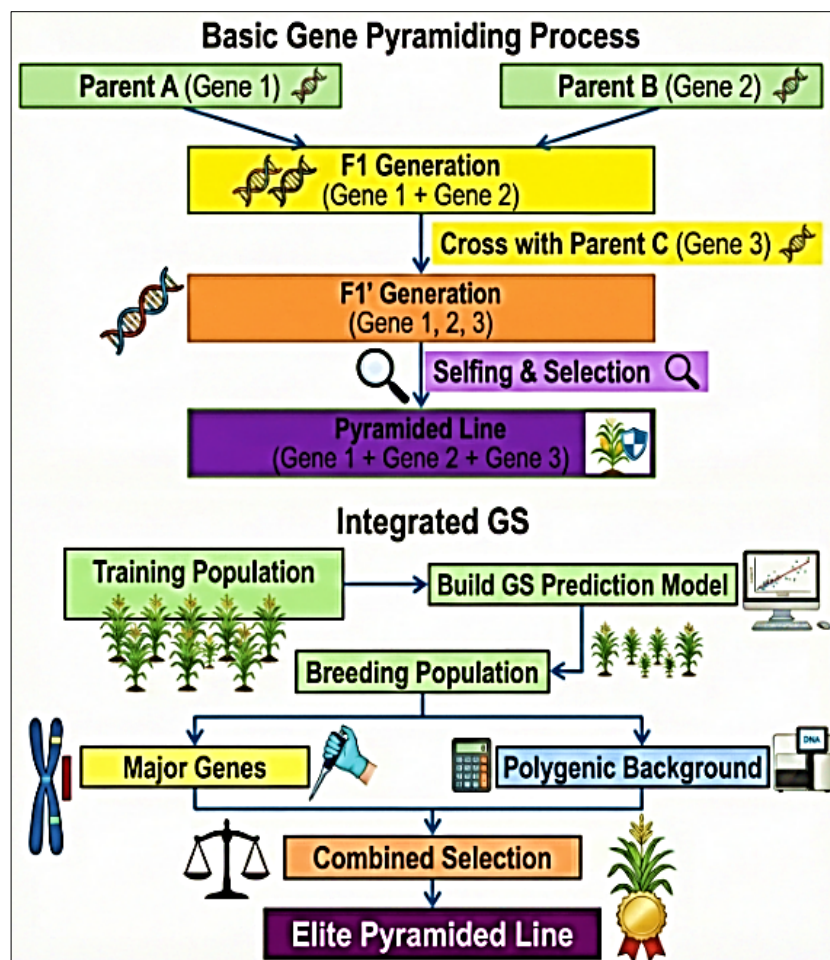 Basic Gene Pyramiding Process
Parent A (Gene 1)
Parent B (Gene 2)
F1 Generation
(Gene 1 + Gene 2)
Cross with Parent C (Gene 3)
F1' Generation
(Gene 1, 2, 3)
Selfing & Selection
Pyramided Line
(Gene 1 + Gene 2 + Gene 3)
Integrated GS
Training Population
Build GS Prediction Model
Breeding Population
Major Genes
Polygenic Background
DNA
Combined Selection
Elite Pyramided Line